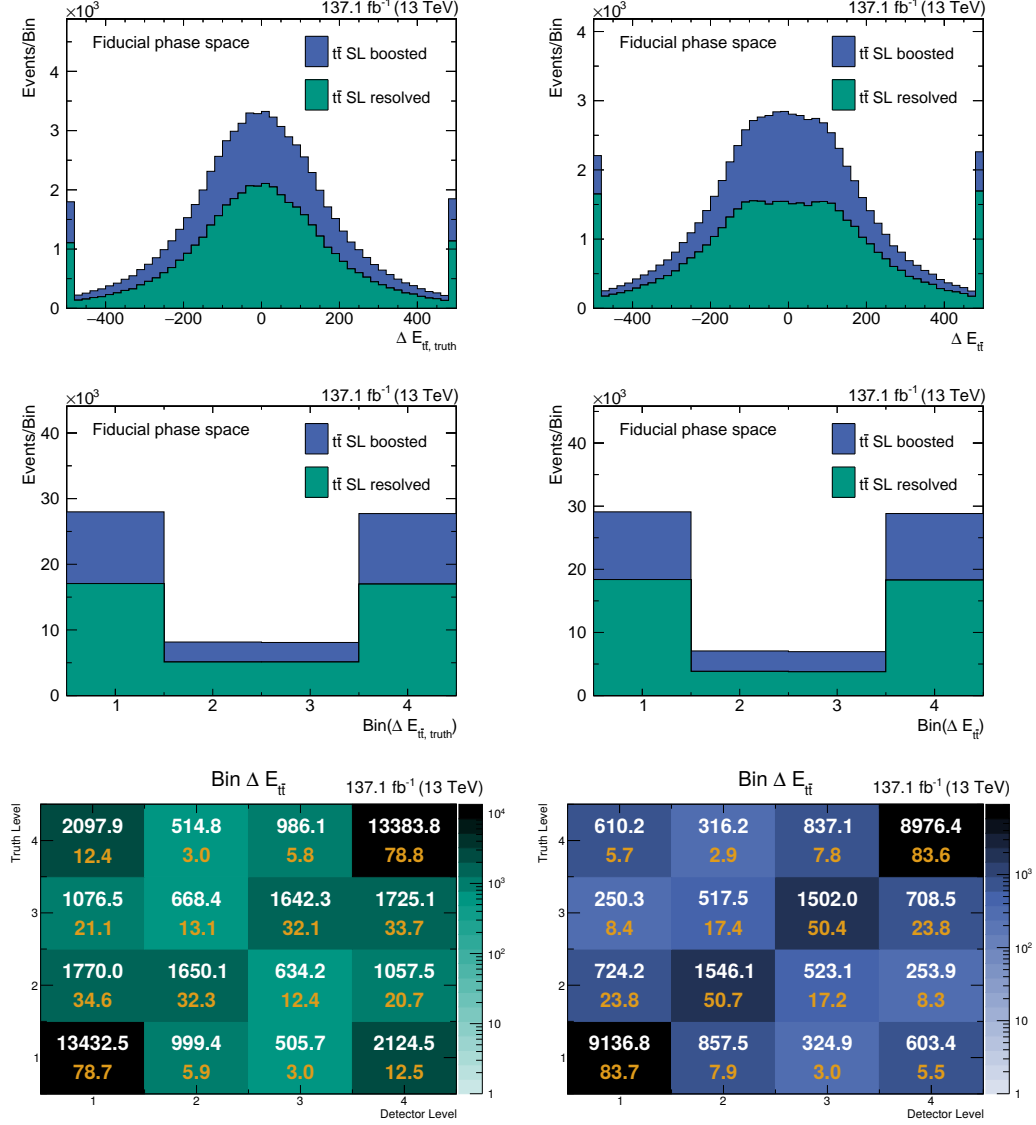 ×10³ 137.1 fb⁻¹ (13 TeV)
Events/Bin
Fiducial phase space
tt̄ SL boosted
tt̄ SL resolved
4
3
2
1
0
−400 −200 0 200 400
Δ E tt̄, truth
×10³ 137.1 fb⁻¹ (13 TeV)
Events/Bin
Fiducial phase space
tt̄ SL boosted
tt̄ SL resolved
4
3
2
1
0
−400 −200 0 200 400
Δ E tt̄
×10³ 137.1 fb⁻¹ (13 TeV)
Events/Bin
Fiducial phase space
tt̄ SL boosted
tt̄ SL resolved
40
30
20
10
0
1 2 3 4
Bin(Δ E tt̄, truth)
×10³ 137.1 fb⁻¹ (13 TeV)
Events/Bin
Fiducial phase space
tt̄ SL boosted
tt̄ SL resolved
40
30
20
10
0
1 2 3 4
Bin(Δ E tt̄)
Bin Δ E tt̄ 137.1 fb⁻¹ (13 TeV)
Truth Level
4 2097.9 514.8 986.1 13383.8
12.4 3.0 5.8 78.8
3 1076.5 668.4 1642.3 1725.1
21.1 13.1 32.1 33.7
2 1770.0 1650.1 634.2 1057.5
34.6 32.3 12.4 20.7
1 13432.5 999.4 505.7 2124.5
78.7 5.9 3.0 12.5
1 2 3 4
Detector Level
10⁴
10³
10²
10
1
Bin Δ E tt̄ 137.1 fb⁻¹ (13 TeV)
Truth Level
4 610.2 316.2 837.1 8976.4
5.7 2.9 7.8 83.6
3 250.3 517.5 1502.0 708.5
8.4 17.4 50.4 23.8
2 724.2 1546.1 523.1 253.9
23.8 50.7 17.2 8.3
1 9136.8 857.5 324.9 603.4
83.7 7.9 3.0 5.5
1 2 3 4
Detector Level
10³
10²
10
1